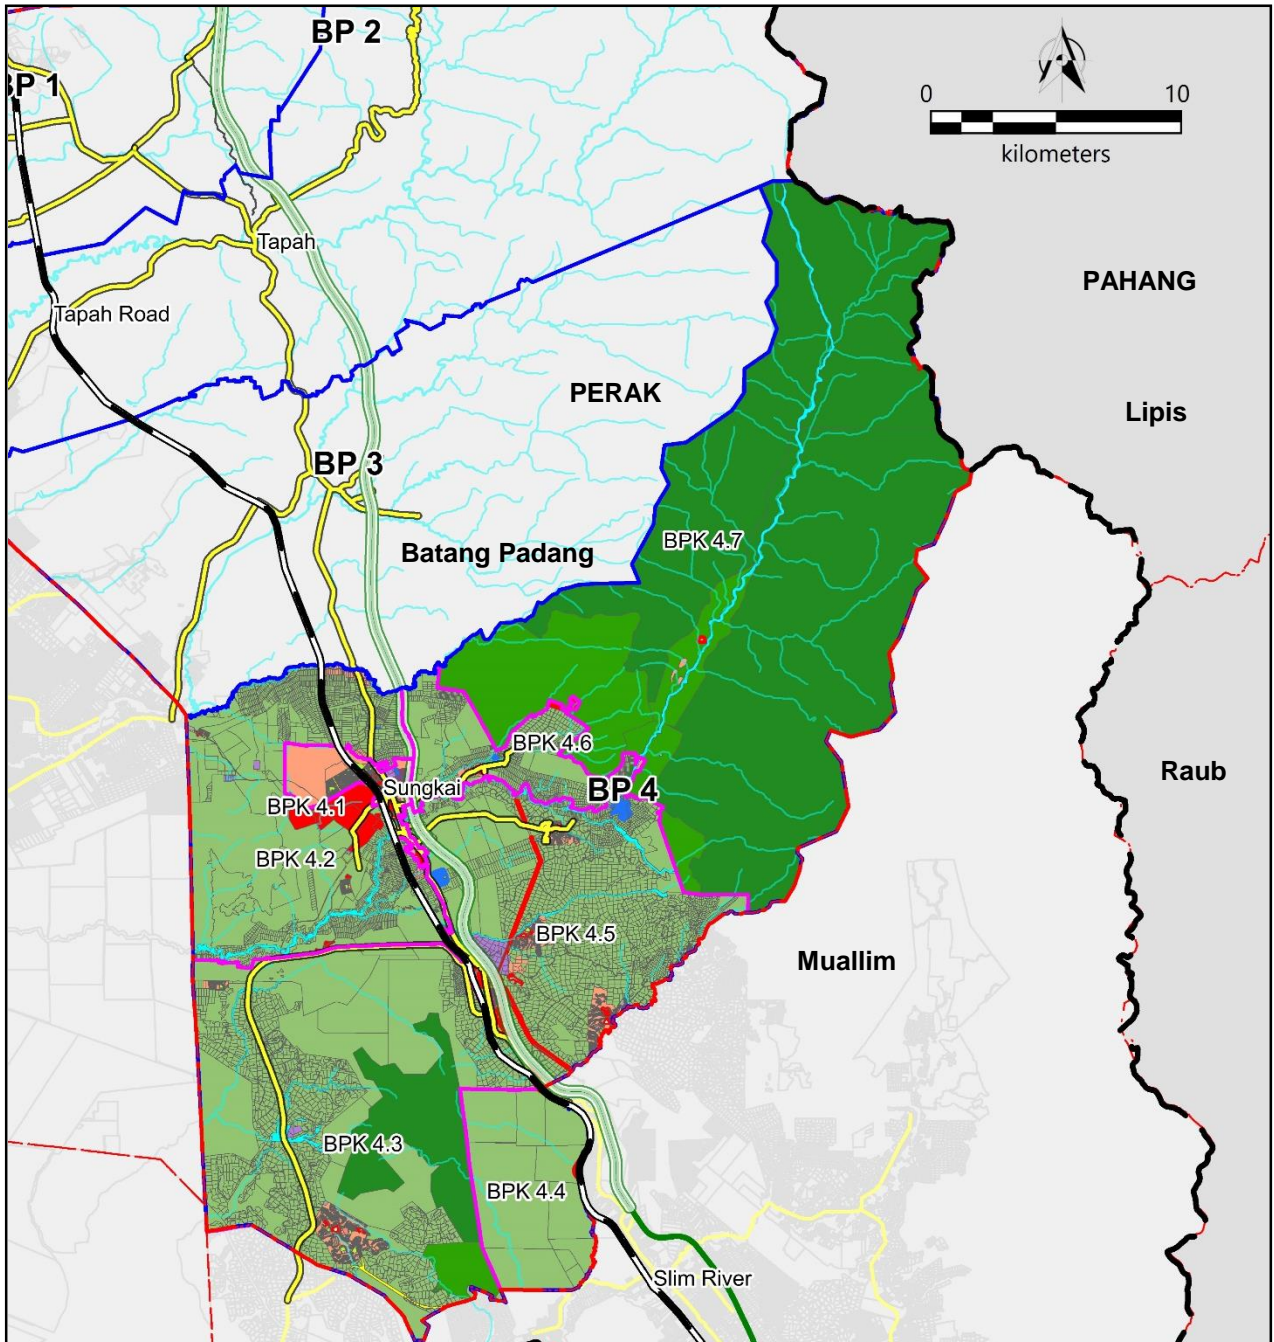 BP 2
BP 1
0 10
kilometers
Tapah
PAHANG
Tapah Road
PERAK
Lipis
BP 3
BPK 4.7
Batang Padang
BPK 4.6
Raub
Sungkai
BP 4
BPK 4.1
BPK 4.2
BPK 4.5
Muallim
BPK 4.3
BPK 4.4
Slim River